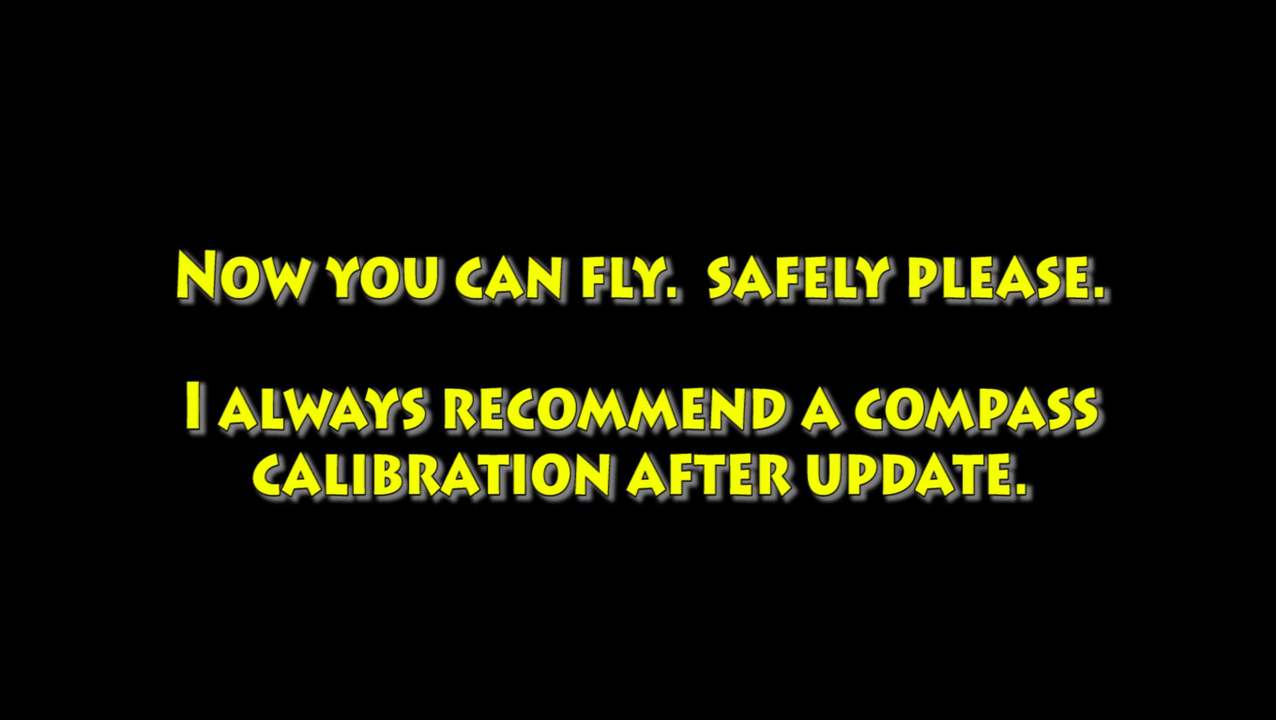 Now you can fly.  safely please.
I always recommend a compass
calibration after update.